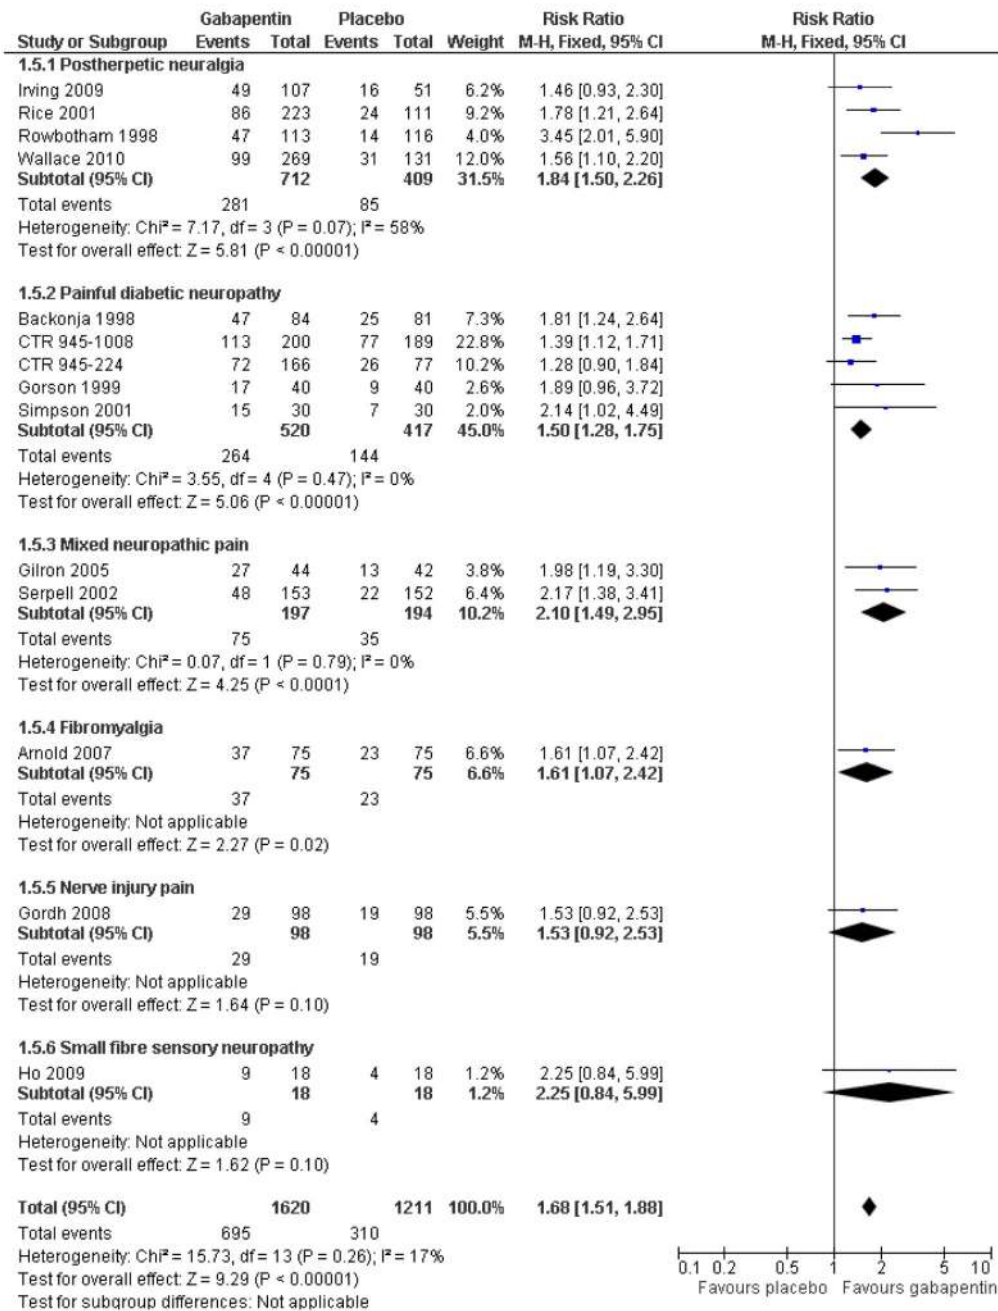 Gabapentin Placebo Risk Ratio Risk Ratio
Study or Subgroup Events Total Events Total Weight M-H, Fixed, 95% CI M-H, Fixed, 95% CI
1.5.1 Postherpetic neuralgia
Irving 2009 49 107 16 51 6.2% 1.46 [0.93, 2.30]
Rice 2001 86 223 24 111 9.2% 1.78 [1.21, 2.64]
Rowbotham 1998 47 113 14 116 4.0% 3.45 [2.01, 5.90]
Wallace 2010 99 269 31 131 12.0% 1.56 [1.10, 2.20]
Subtotal (95% CI) 712 409 31.5% 1.84 [1.50, 2.26]
Total events 281 85
Heterogeneity: Chi² = 7.17, df = 3 (P = 0.07); I² = 58%
Test for overall effect: Z = 5.81 (P < 0.00001)
1.5.2 Painful diabetic neuropathy
Backonja 1998 47 84 25 81 7.3% 1.81 [1.24, 2.64]
CTR 945-1008 113 200 77 189 22.8% 1.39 [1.12, 1.71]
CTR 945-224 72 166 26 77 10.2% 1.28 [0.90, 1.84]
Gorson 1999 17 40 9 40 2.6% 1.89 [0.96, 3.72]
Simpson 2001 15 30 7 30 2.0% 2.14 [1.02, 4.49]
Subtotal (95% CI) 520 417 45.0% 1.50 [1.28, 1.75]
Total events 264 144
Heterogeneity: Chi² = 3.55, df = 4 (P = 0.47); I² = 0%
Test for overall effect: Z = 5.06 (P < 0.00001)
1.5.3 Mixed neuropathic pain
Gilron 2005 27 44 13 42 3.8% 1.98 [1.19, 3.30]
Serpell 2002 48 153 22 152 6.4% 2.17 [1.38, 3.41]
Subtotal (95% CI) 197 194 10.2% 2.10 [1.49, 2.95]
Total events 75 35
Heterogeneity: Chi² = 0.07, df = 1 (P = 0.79); I² = 0%
Test for overall effect: Z = 4.25 (P < 0.0001)
1.5.4 Fibromyalgia
Arnold 2007 37 75 23 75 6.6% 1.61 [1.07, 2.42]
Subtotal (95% CI) 75 75 6.6% 1.61 [1.07, 2.42]
Total events 37 23
Heterogeneity: Not applicable
Test for overall effect: Z = 2.27 (P = 0.02)
1.5.5 Nerve injury pain
Gordh 2008 29 98 19 98 5.5% 1.53 [0.92, 2.53]
Subtotal (95% CI) 98 98 5.5% 1.53 [0.92, 2.53]
Total events 29 19
Heterogeneity: Not applicable
Test for overall effect: Z = 1.64 (P = 0.10)
1.5.6 Small fibre sensory neuropathy
Ho 2009 9 18 4 18 1.2% 2.25 [0.84, 5.99]
Subtotal (95% CI) 18 18 1.2% 2.25 [0.84, 5.99]
Total events 9 4
Heterogeneity: Not applicable
Test for overall effect: Z = 1.62 (P = 0.10)
Total (95% CI) 1620 1211 100.0% 1.68 [1.51, 1.88]
Total events 695 310
Heterogeneity: Chi² = 15.73, df = 13 (P = 0.26); I² = 17%
Test for overall effect: Z = 9.29 (P < 0.00001)
Test for subgroup differences: Not applicable
0.1 0.2 0.5 1 2 5 10
Favours placebo Favours gabapentin